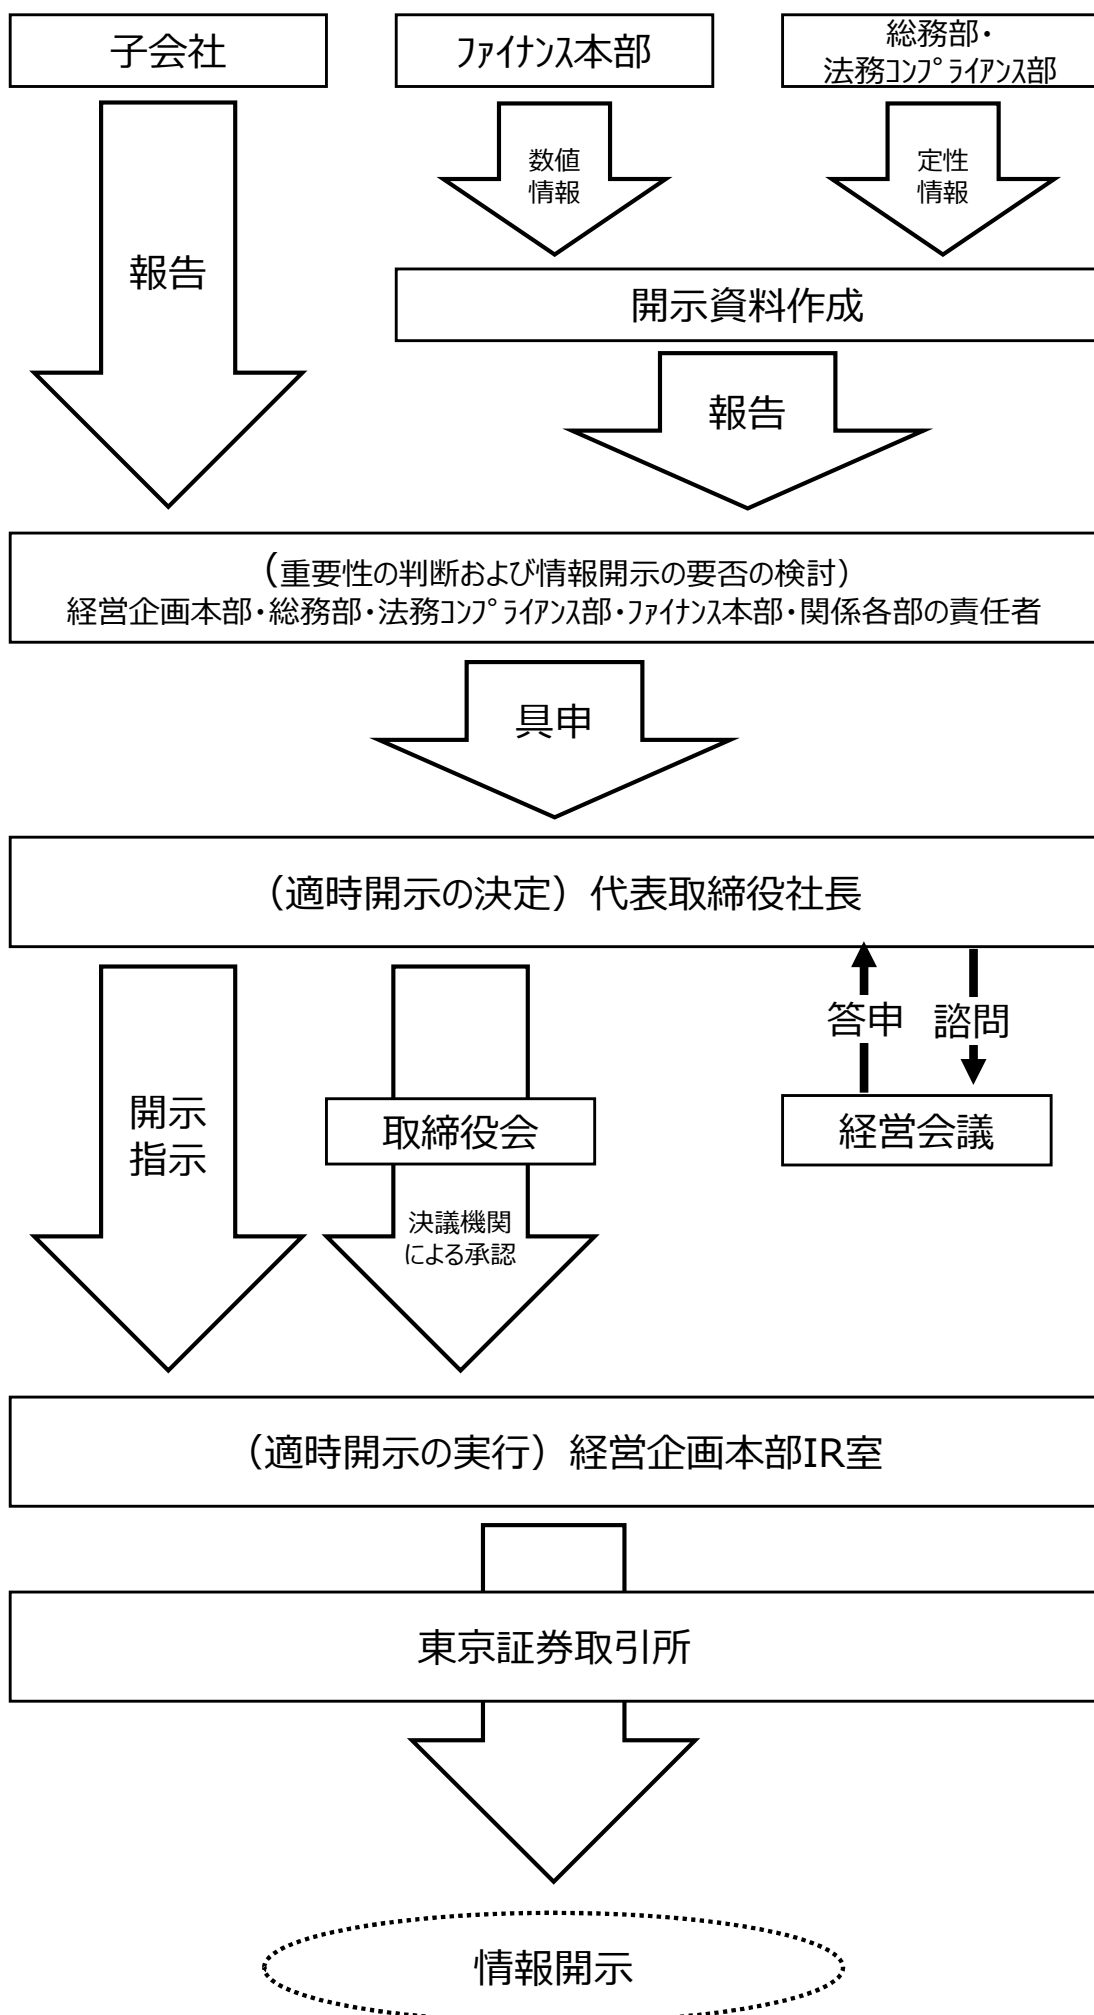 子会社
ファイナンス本部
総務部・
法務コンプライアンス部
数値
情報
定性
情報
報告
開示資料作成
報告
（重要性の判断および情報開示の要否の検討）
経営企画本部・総務部・法務コンプライアンス部・ファイナンス本部・関係各部の責任者
具申
（適時開示の決定）代表取締役社長
答申
諮問
開示
指示
取締役会
経営会議
決議機関
による承認
（適時開示の実行）経営企画本部IR室
東京証券取引所
情報開示